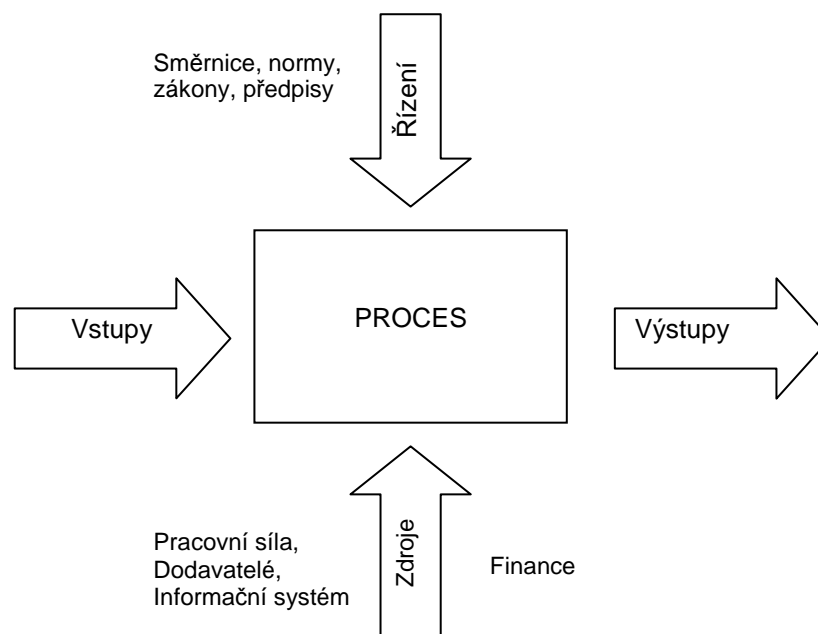 Směrnice, normy,
zákony, předpisy
Řízení
Vstupy
PROCES
Výstupy
Pracovní síla,
Dodavatelé,
Informační systém
Zdroje
Finance